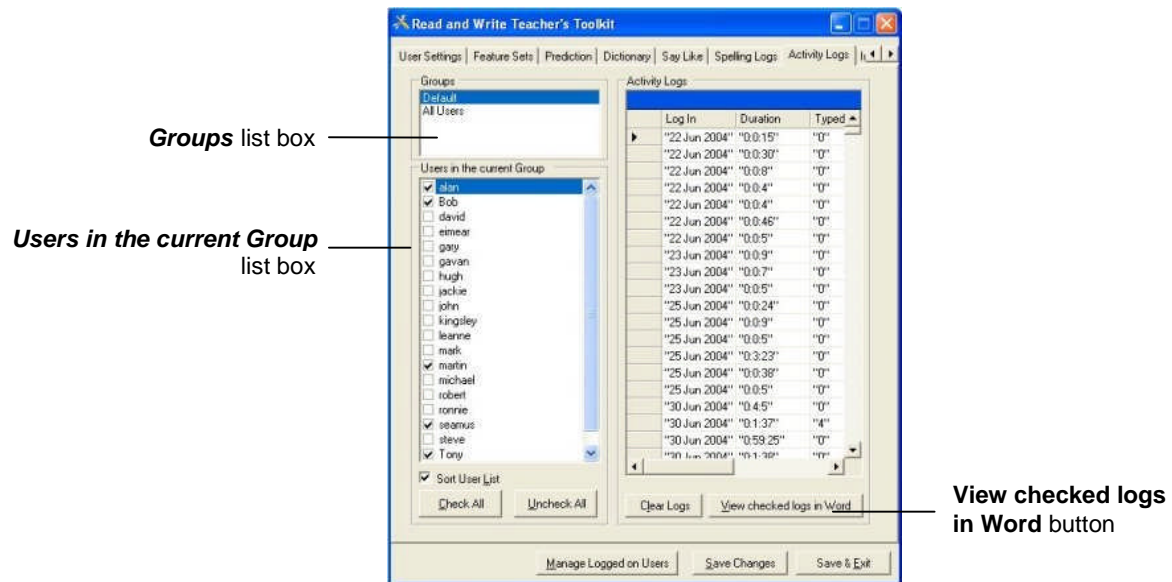 Read and Write Teacher's Toolkit
User Settings Feature Sets Prediction Dictionary Say Like Spelling Logs Activity Logs
Groups
Default
All Users
Groups list box
Users in the current Group
alan
Bob
david
eimear
gary
gavan
hugh
jackie
john
kingsley
leanne
mark
martin
michael
robert
ronnie
seamus
steve
Tony
Users in the current Group
list box
Sort User List
Check All Uncheck All
Activity Logs
Log In Duration Typed
"22 Jun 2004" "0:0:15" "0"
"22 Jun 2004" "0:0:30" "0"
"22 Jun 2004" "0:0:8" "0"
"22 Jun 2004" "0:0:4" "0"
"22 Jun 2004" "0:0:4" "0"
"22 Jun 2004" "0:0:46" "0"
"22 Jun 2004" "0:0:5" "0"
"23 Jun 2004" "0:0:9" "0"
"23 Jun 2004" "0:0:7" "0"
"23 Jun 2004" "0:0:5" "0"
"25 Jun 2004" "0:0:24" "0"
"25 Jun 2004" "0:0:9" "0"
"25 Jun 2004" "0:0:5" "0"
"25 Jun 2004" "0:3:23" "0"
"25 Jun 2004" "0:0:38" "0"
"25 Jun 2004" "0:0:5" "0"
"30 Jun 2004" "0:4:5" "0"
"30 Jun 2004" "0:1:37" "4"
"30 Jun 2004" "0:59:25" "0"
"30 Jun 2004" "0:1:38" "0"
Clear Logs View checked logs in Word
View checked logs
in Word button
Manage Logged on Users Save Changes Save & Exit